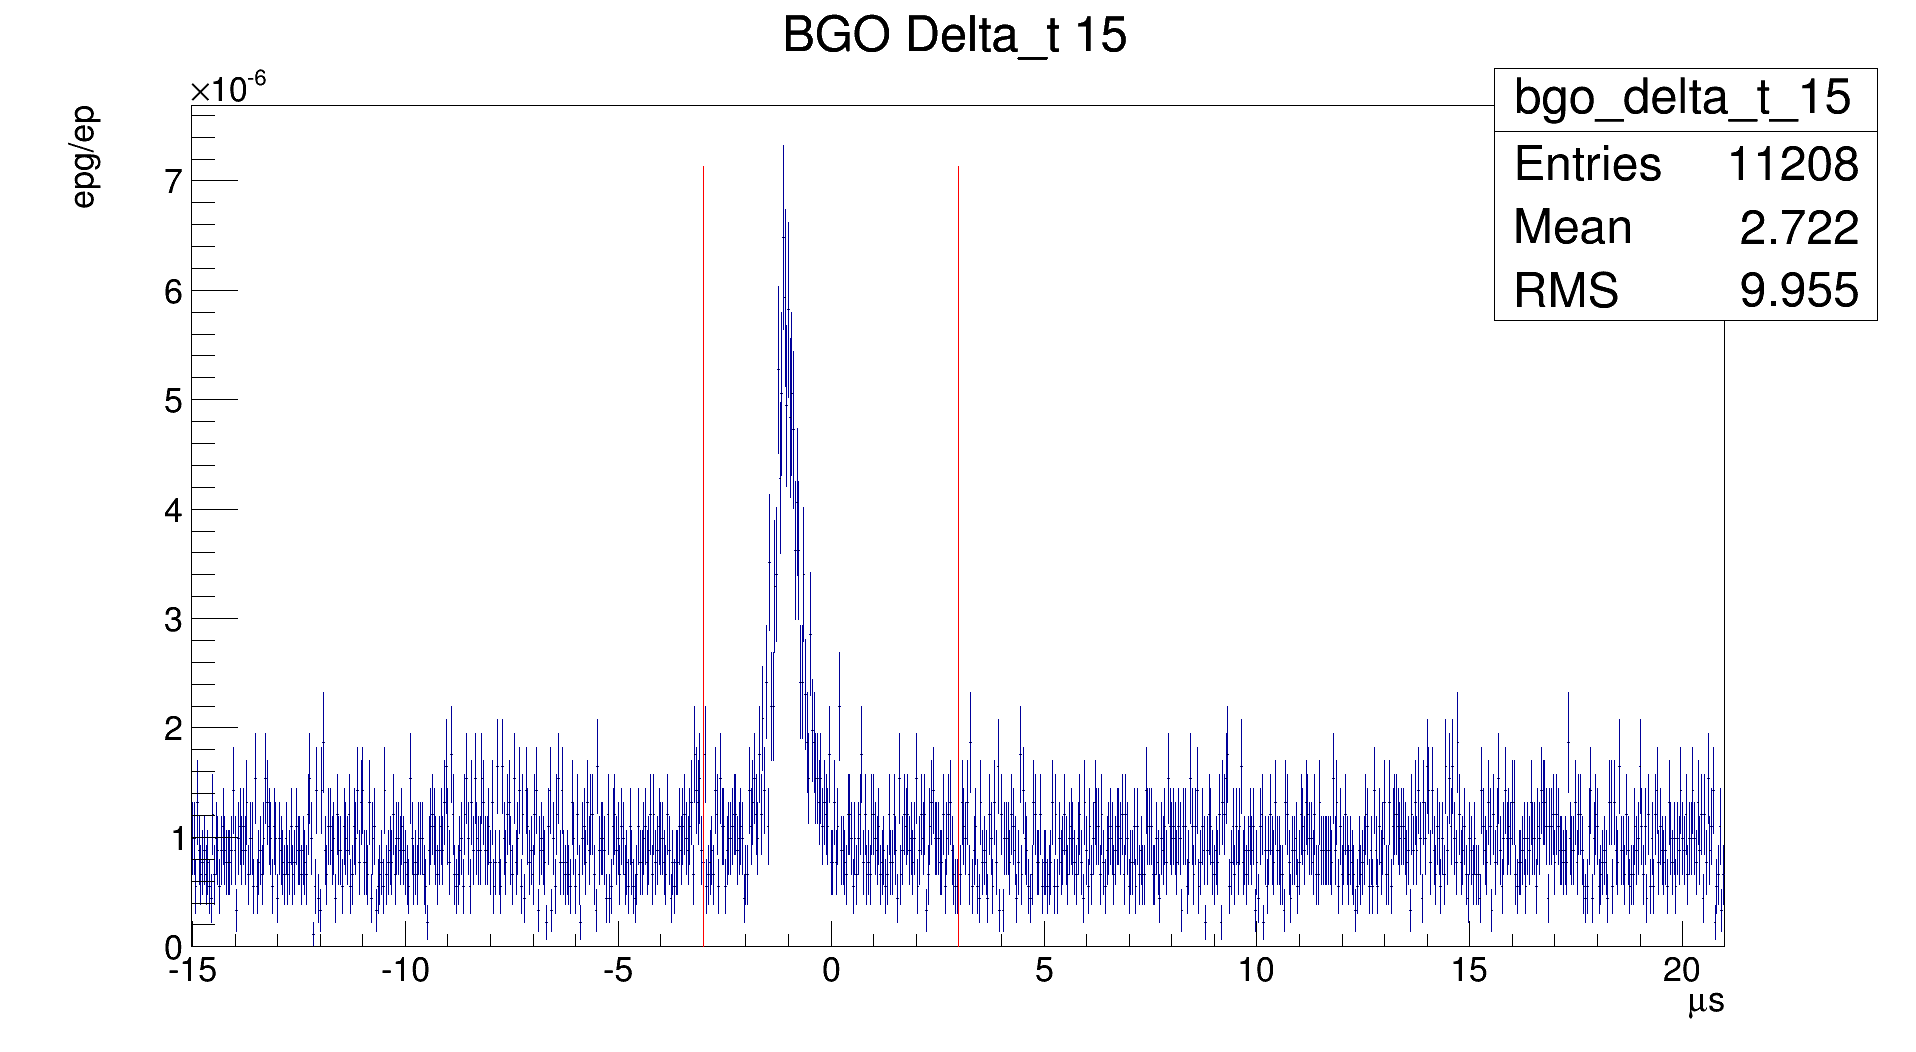 BGO Delta_t 15
×10-6
epg/ep
bgo_delta_t_15
Entries 11208
Mean 2.722
RMS 9.955
7
6
5
4
3
2
1
0
-15 -10 -5 0 5 10 15 20
μs